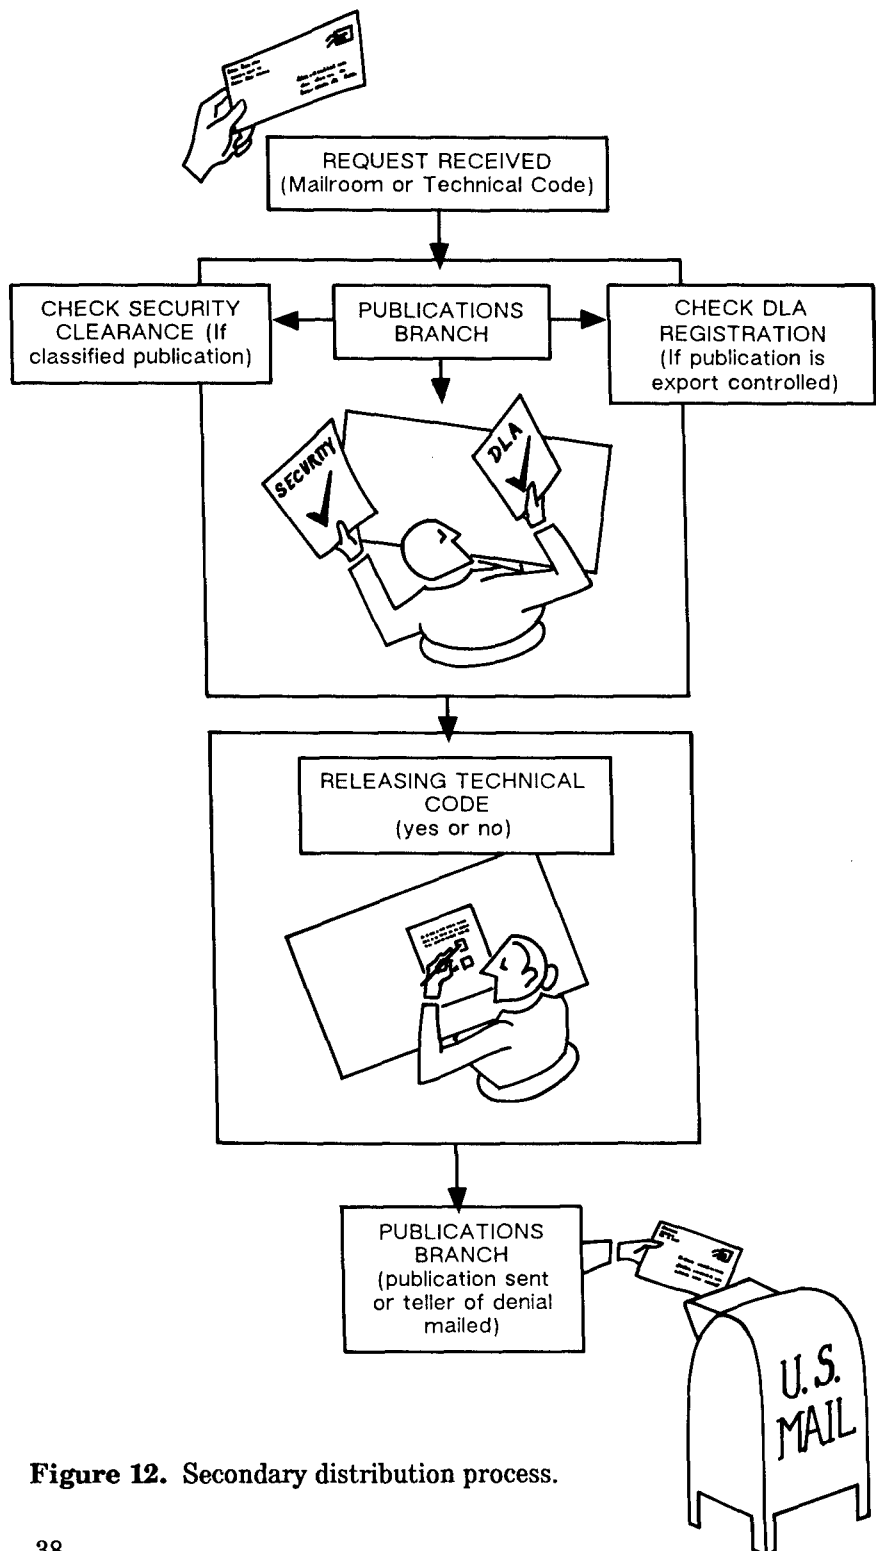 REQUEST RECEIVED
(Mailroom or Technical Code)
CHECK SECURITY
CLEARANCE (If
classified publication)
PUBLICATIONS
BRANCH
CHECK DLA
REGISTRATION
(If publication is
export controlled)
SECURITY
DLA
RELEASING TECHNICAL
CODE
(yes or no)
PUBLICATIONS
BRANCH
(publication sent
or teller of denial
mailed)
U.S.
MAIL
Figure 12. Secondary distribution process.
38